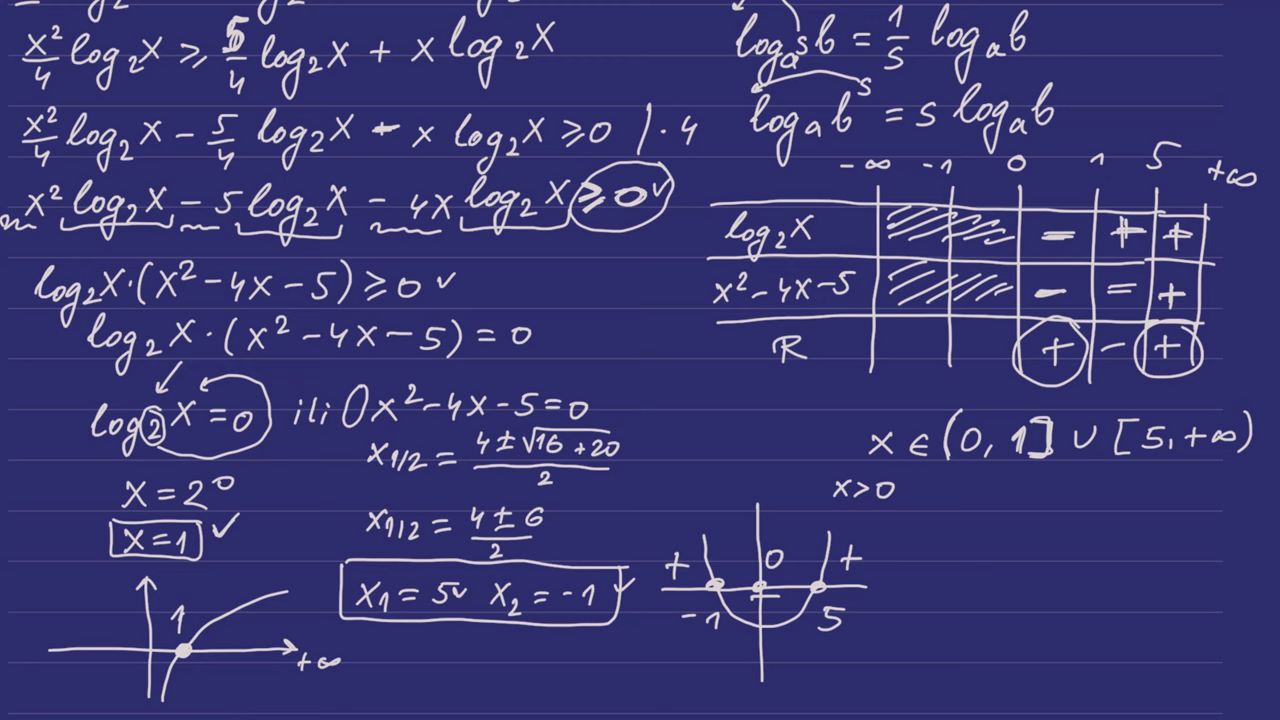 x²/4 log₂x ≥ 5/4 log₂x + x log₂x
x²/4 log₂x - 5/4 log₂x - x log₂x ≥ 0 / · 4
x² log₂x - 5 log₂x - 4x log₂x ≥ 0 ✓
log₂x · (x² - 4x - 5) ≥ 0 ✓
log₂x · (x² - 4x - 5) = 0
log₂x = 0 ili x² - 4x - 5 = 0
x = 2⁰
x = 1 ✓
x1/2 = (4 ± √16 + 20)/2
x1/2 = (4 ± 6)/2
x₁ = 5 ✓ x₂ = -1 ✓
1
+∞
log_aˢ b = 1/s log_a b
log_a bˢ = s log_a b
-∞ -1 0 1 5 +∞
log₂x - + +
x² - 4x - 5 - - +
R + - +
x ∈ (0, 1] ∪ [5, +∞)
x > 0
+ 0 +
-
-1 5